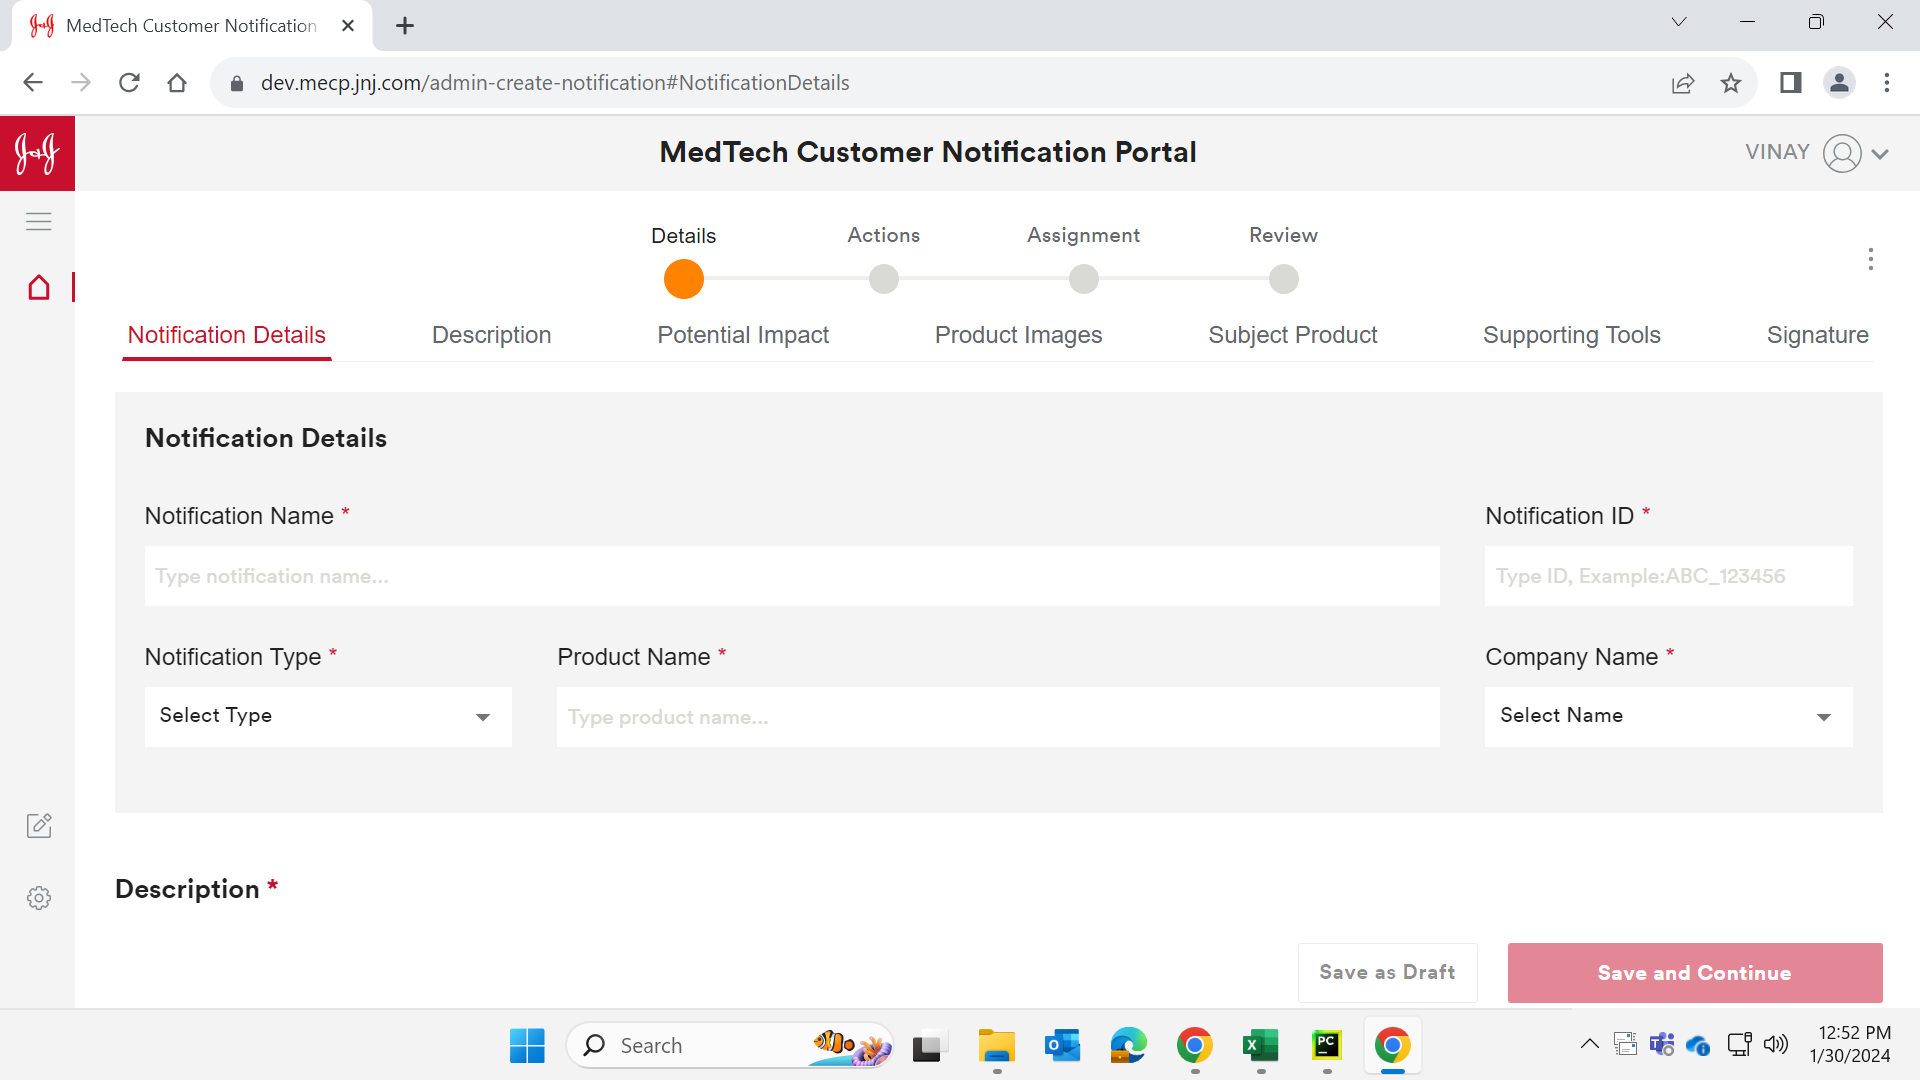 MedTech Customer Notification
dev.mecp.jnj.com/admin-create-notification#NotificationDetails
J&J
MedTech Customer Notification Portal
VINAY
Details
Actions
Assignment
Review
Notification Details
Description
Potential Impact
Product Images
Subject Product
Supporting Tools
Signature
Notification Details
Notification Name *
Notification ID *
Type notification name...
Type ID, Example:ABC_123456
Notification Type *
Product Name *
Company Name *
Select Type
Type product name...
Select Name
Description *
Save as Draft
Save and Continue
Search
12:52 PM
1/30/2024